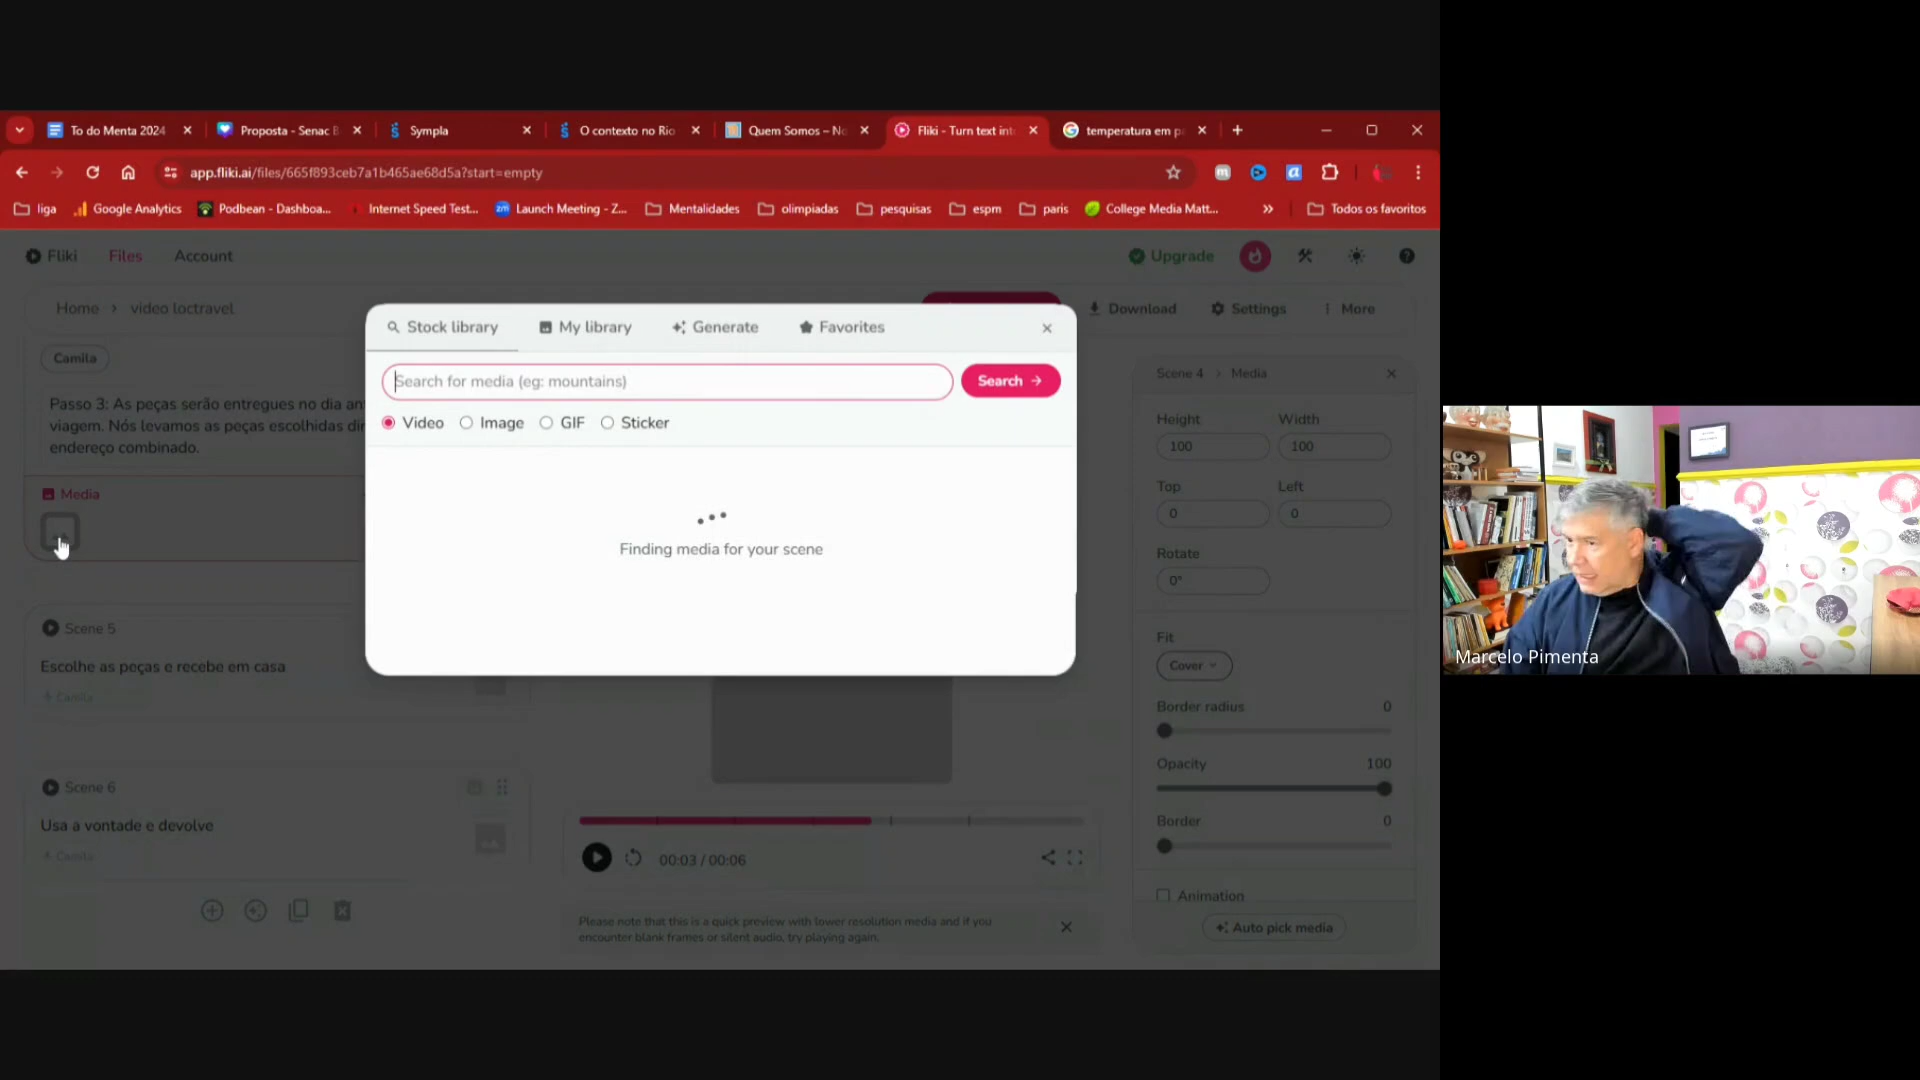 To do Menta 2024
Proposta - Senac B
Sympla
O contexto no Rio
Quem Somos – No
Fliki - Turn text int
temperatura em p
app.fliki.ai/files/665f893ceb7a1b465ae68d5a?start=empty
liga
Google Analytics
Podbean - Dashboa...
Internet Speed Test...
Launch Meeting - Z...
Mentalidades
olimpiadas
pesquisas
espm
paris
College Media Matt...
»
Todos os favoritos
Fliki
Files
Account
Upgrade
Home > video loctravel
Download
Settings
More
Stock library
My library
Generate
Favorites
Search for media (eg: mountains)
Search →
Video
Image
GIF
Sticker
Finding media for your scene
Camila
Passo 3: As peças serão entregues no dia an
viagem. Nós levamos as peças escolhidas di
endereço combinado.
Media
Scene 5
Escolhe as peças e recebe em casa
Camila
Scene 6
Usa a vontade e devolve
Camila
00:03 / 00:06
Please note that this is a quick preview with lower resolution media and if you
encounter blank frames or silent audio, try playing again.
Scene 4 > Media
Height
Width
100
100
Top
Left
0
0
Rotate
0°
Fit
Cover
Border radius
0
Opacity
100
Border
0
Animation
Auto pick media
Marcelo Pimenta